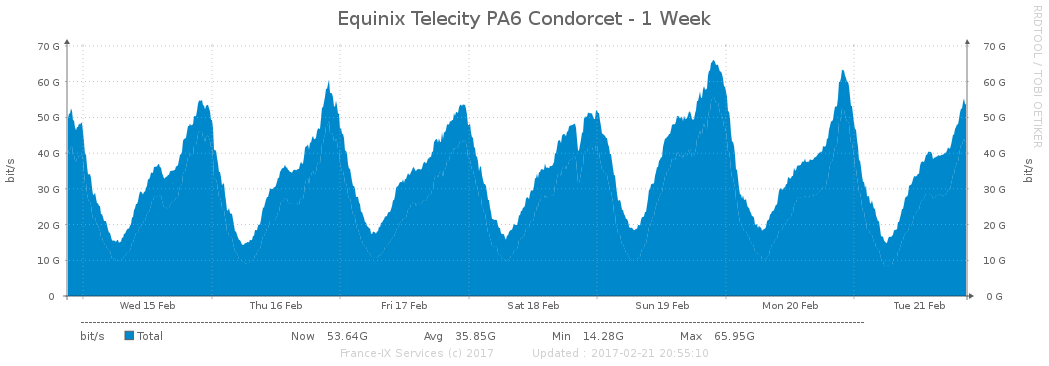 Equinix Telecity PA6 Condorcet - 1 Week
RRDTOOL / TOBI OETIKER
bit/s
70 G 70 G
60 G 60 G
50 G 50 G
40 G 40 G
30 G 30 G
20 G 20 G
10 G 10 G
0 0 G
bit/s
Wed 15 Feb Thu 16 Feb Fri 17 Feb Sat 18 Feb Sun 19 Feb Mon 20 Feb Tue 21 Feb
bit/s Total Now 53.64G Avg 35.85G Min 14.28G Max 65.95G
France-IX Services (c) 2017 Updated : 2017-02-21 20:55:10